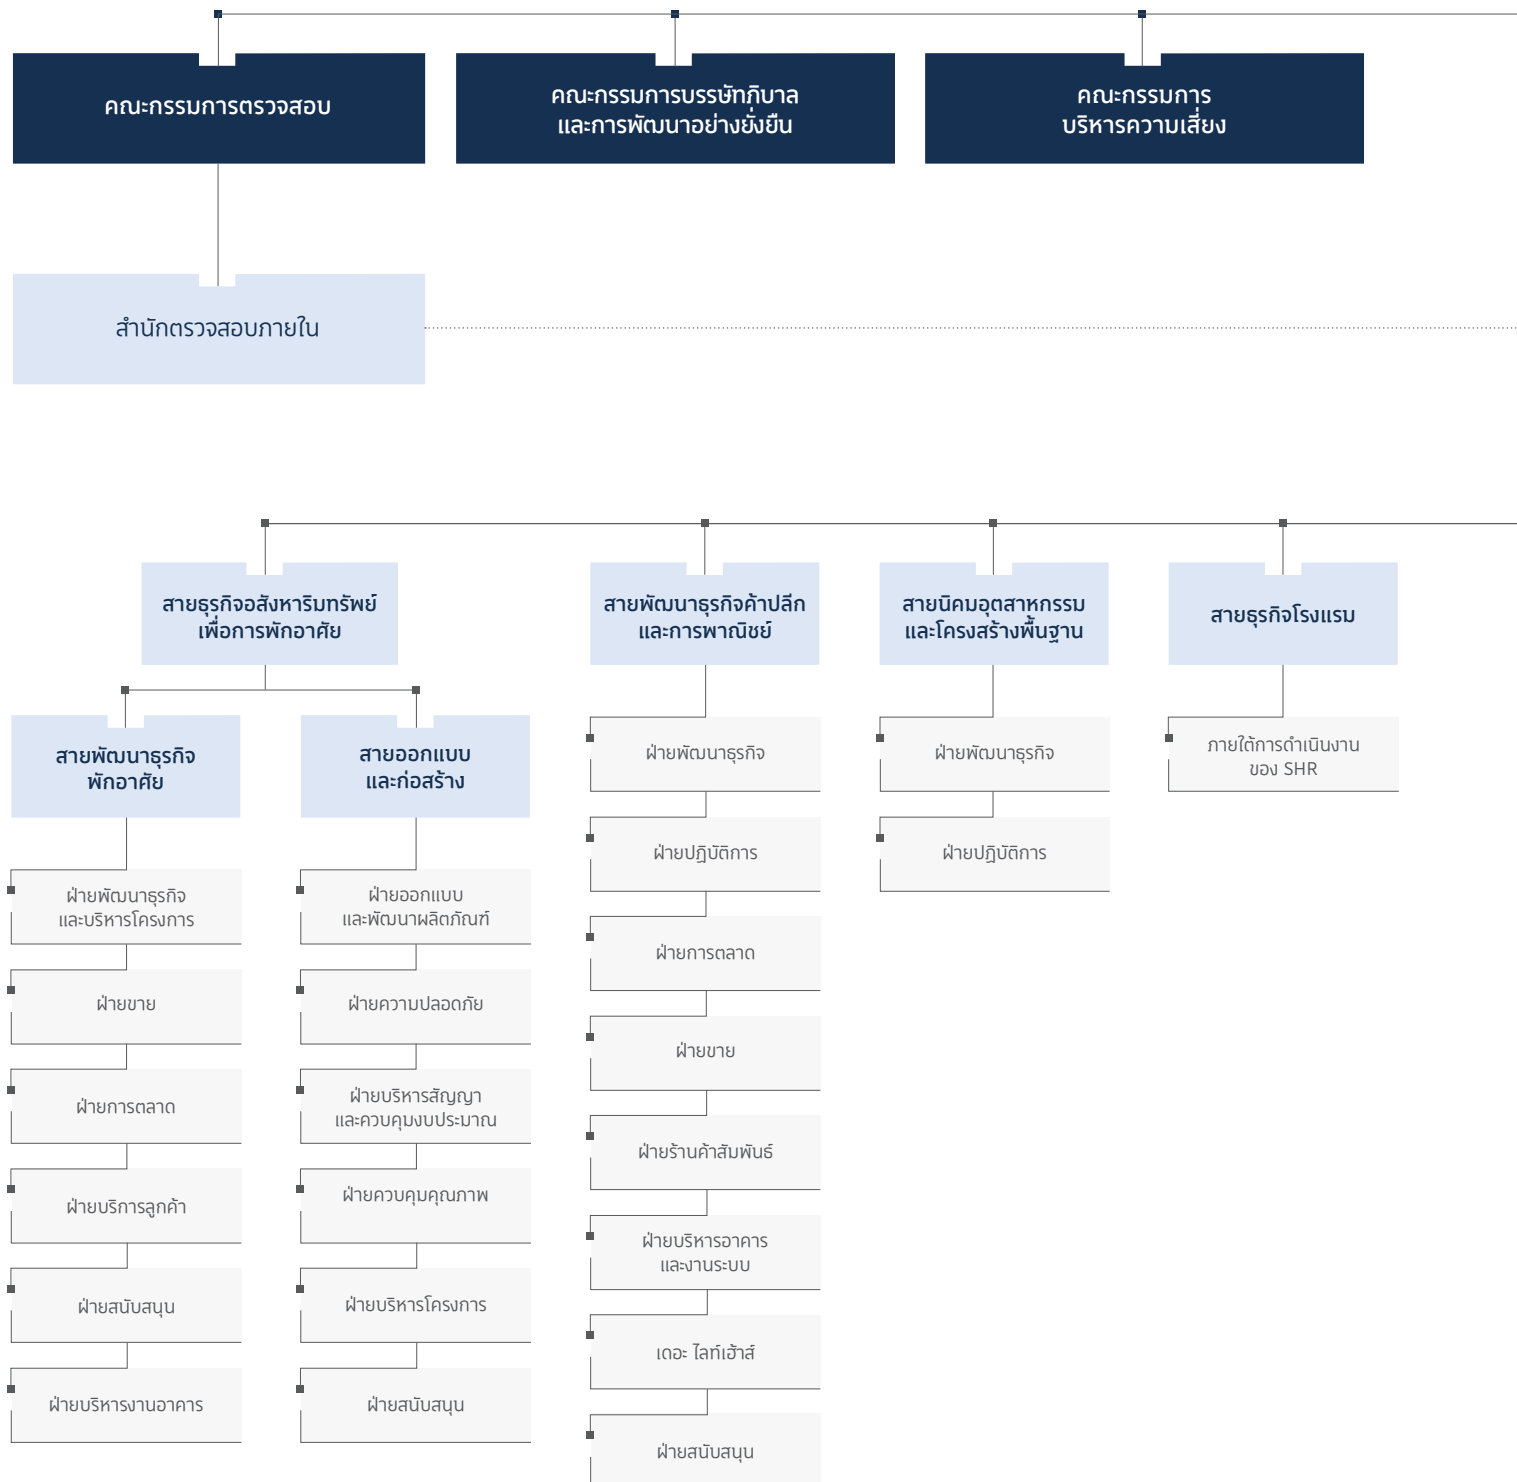 คณะกรรมการตรวจสอบ
คณะกรรมการบรรษัทภิบาล
และการพัฒนาอย่างยั่งยืน
คณะกรรมการ
บริหารความเสี่ยง
สำนักตรวจสอบภายใน
สายธุรกิจอสังหาริมทรัพย์
เพื่อการพักอาศัย
สายพัฒนาธุรกิจ
พักอาศัย
ฝ่ายพัฒนาธุรกิจ
และบริหารโครงการ
ฝ่ายขาย
ฝ่ายการตลาด
ฝ่ายบริการลูกค้า
ฝ่ายสนับสนุน
ฝ่ายบริหารงานอาคาร
สายออกแบบ
และก่อสร้าง
ฝ่ายออกแบบ
และพัฒนาผลิตภัณฑ์
ฝ่ายความปลอดภัย
ฝ่ายบริหารสัญญา
และควบคุมงบประมาณ
ฝ่ายควบคุมคุณภาพ
ฝ่ายบริหารโครงการ
ฝ่ายสนับสนุน
สายพัฒนาธุรกิจค้าปลีก
และการพาณิชย์
ฝ่ายพัฒนาธุรกิจ
ฝ่ายปฏิบัติการ
ฝ่ายการตลาด
ฝ่ายขาย
ฝ่ายร้านค้าสัมพันธ์
ฝ่ายบริหารอาคาร
และงานระบบ
เดอะ ไลท์เฮ้าส์
ฝ่ายสนับสนุน
สายนิคมอุตสาหกรรม
และโครงสร้างพื้นฐาน
ฝ่ายพัฒนาธุรกิจ
ฝ่ายปฏิบัติการ
สายธุรกิจโรงแรม
ภายใต้การดำเนินงาน
ของ SHR